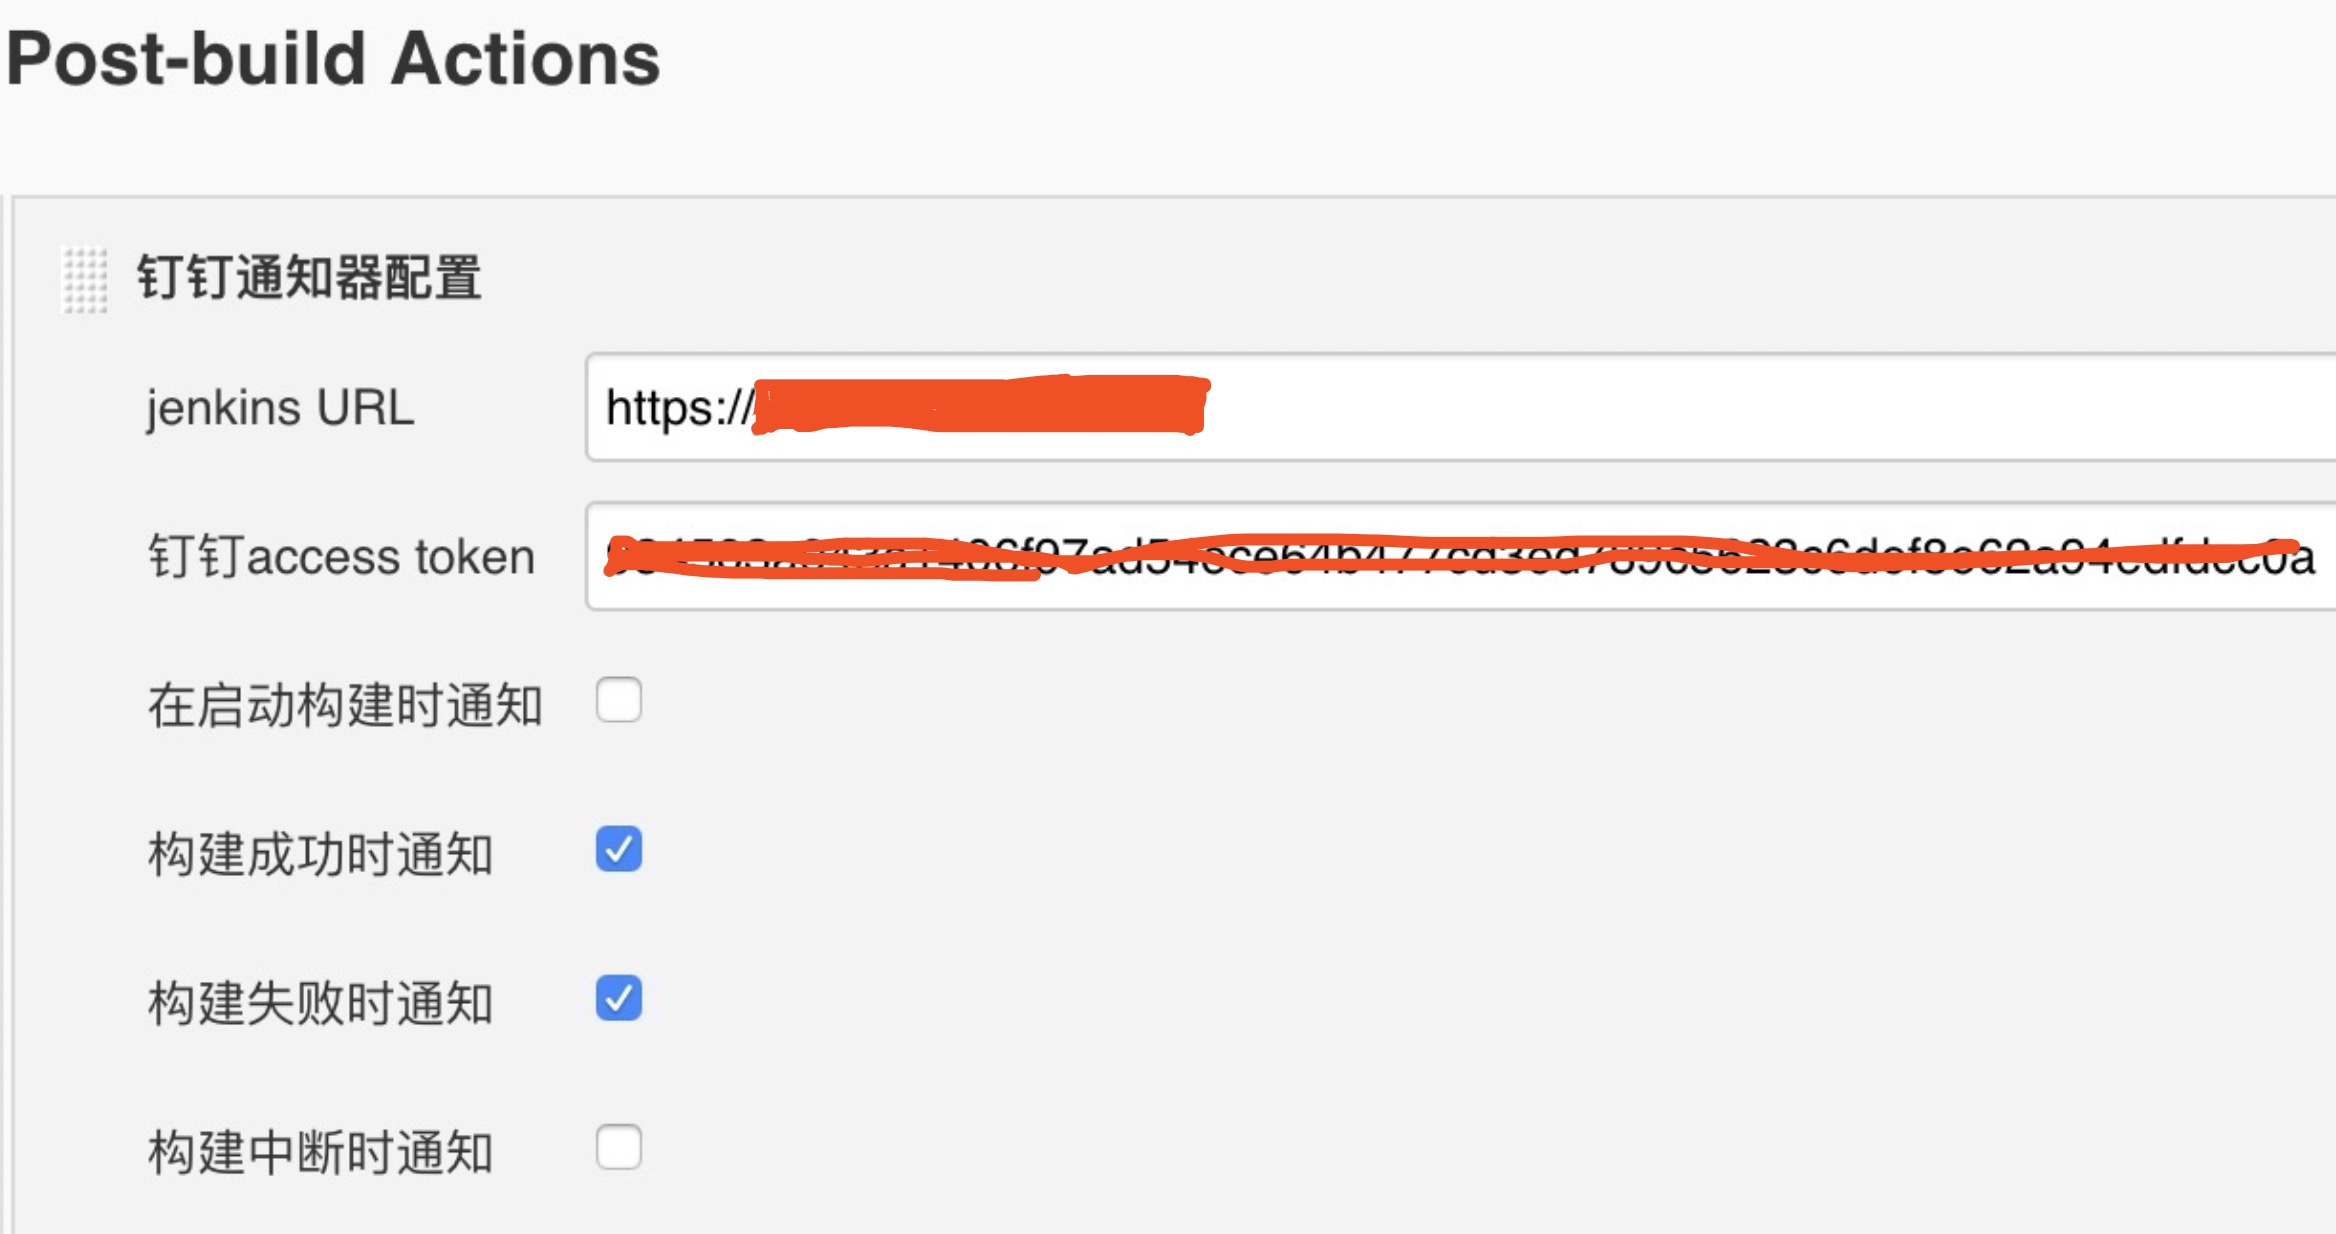 Post-build Actions
钉钉通知器配置
jenkins URL
https://
钉钉access token
在启动构建时通知
构建成功时通知
构建失败时通知
构建中断时通知